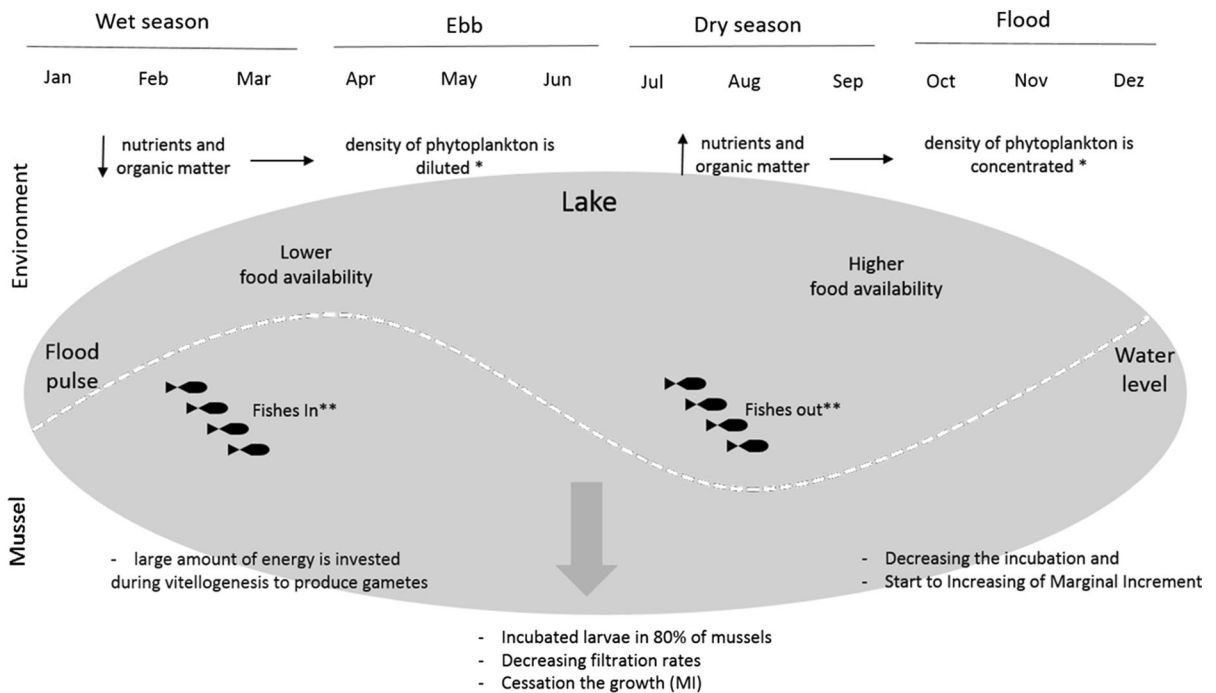 Wet season
Ebb
Dry season
Flood
Jan
Feb
Mar
Apr
May
Jun
Jul
Aug
Sep
Oct
Nov
Dez
Environment
nutrients and
organic matter
density of phytoplankton is
diluted *
nutrients and
organic matter
density of phytoplankton is
concentrated *
Lake
Lower
food availability
Higher
food availability
Flood
pulse
Water
level
Fishes In**
Fishes out**
Mussel
- large amount of energy is invested
during vitellogenesis to produce gametes
- Decreasing the incubation and
- Start to Increasing of Marginal Increment
- Incubated larvae in 80% of mussels
- Decreasing filtration rates
- Cessation the growth (MI)